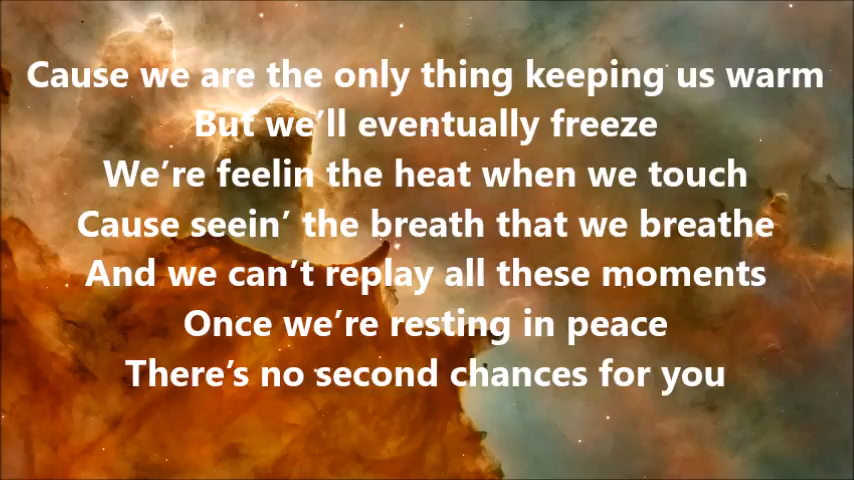 Cause we are the only thing keeping us warm
But we’ll eventually freeze
We’re feelin the heat when we touch
Cause seein’ the breath that we breathe
And we can’t replay all these moments
Once we’re resting in peace
There’s no second chances for you